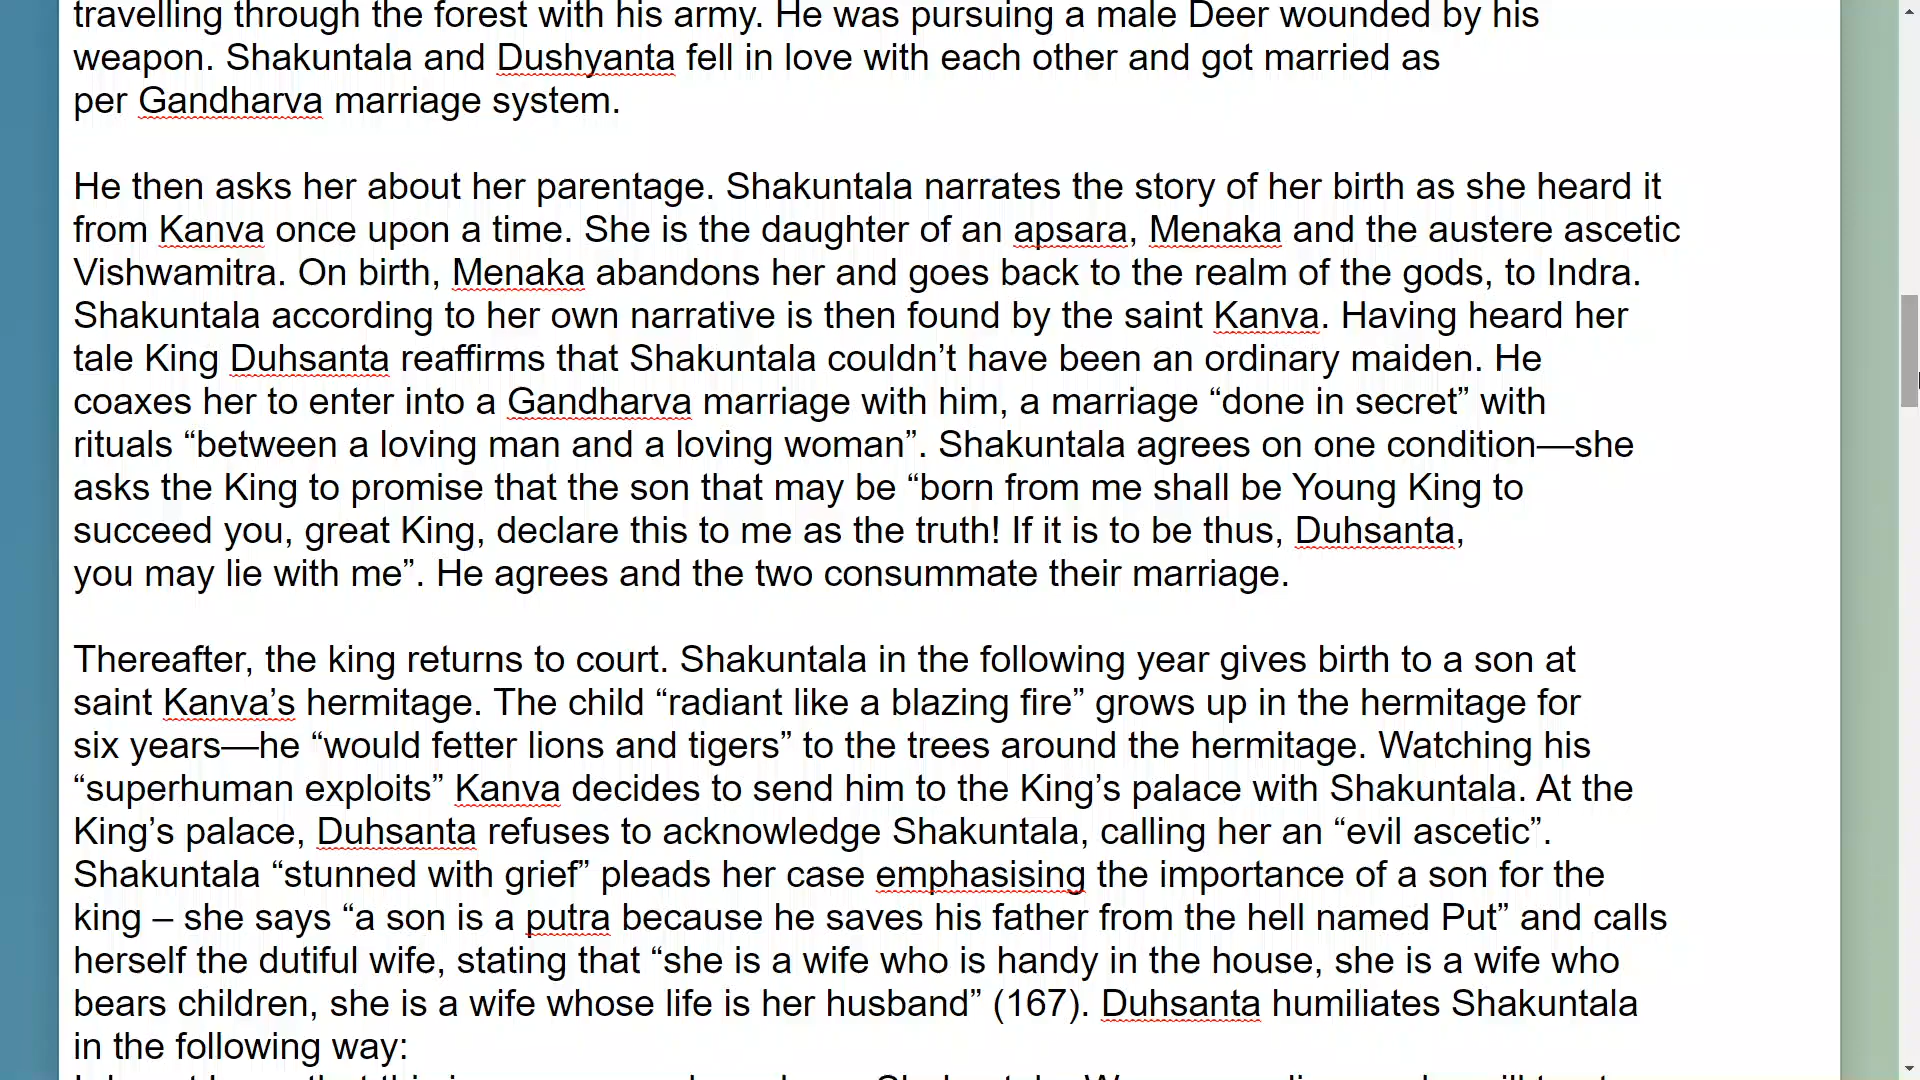 travelling through the forest with his army. He was pursuing a male Deer wounded by his
weapon. Shakuntala and Dushyanta fell in love with each other and got married as
per Gandharva marriage system.
He then asks her about her parentage. Shakuntala narrates the story of her birth as she heard it
from Kanva once upon a time. She is the daughter of an apsara, Menaka and the austere ascetic
Vishwamitra. On birth, Menaka abandons her and goes back to the realm of the gods, to Indra.
Shakuntala according to her own narrative is then found by the saint Kanva. Having heard her
tale King Duhsanta reaffirms that Shakuntala couldn’t have been an ordinary maiden. He
coaxes her to enter into a Gandharva marriage with him, a marriage “done in secret” with
rituals “between a loving man and a loving woman”. Shakuntala agrees on one condition—she
asks the King to promise that the son that may be “born from me shall be Young King to
succeed you, great King, declare this to me as the truth! If it is to be thus, Duhsanta,
you may lie with me”. He agrees and the two consummate their marriage.
Thereafter, the king returns to court. Shakuntala in the following year gives birth to a son at
saint Kanva’s hermitage. The child “radiant like a blazing fire” grows up in the hermitage for
six years—he “would fetter lions and tigers” to the trees around the hermitage. Watching his
“superhuman exploits” Kanva decides to send him to the King’s palace with Shakuntala. At the
King’s palace, Duhsanta refuses to acknowledge Shakuntala, calling her an “evil ascetic”.
Shakuntala “stunned with grief” pleads her case emphasising the importance of a son for the
king – she says “a son is a putra because he saves his father from the hell named Put” and calls
herself the dutiful wife, stating that “she is a wife who is handy in the house, she is a wife who
bears children, she is a wife whose life is her husband” (167). Duhsanta humiliates Shakuntala
in the following way: